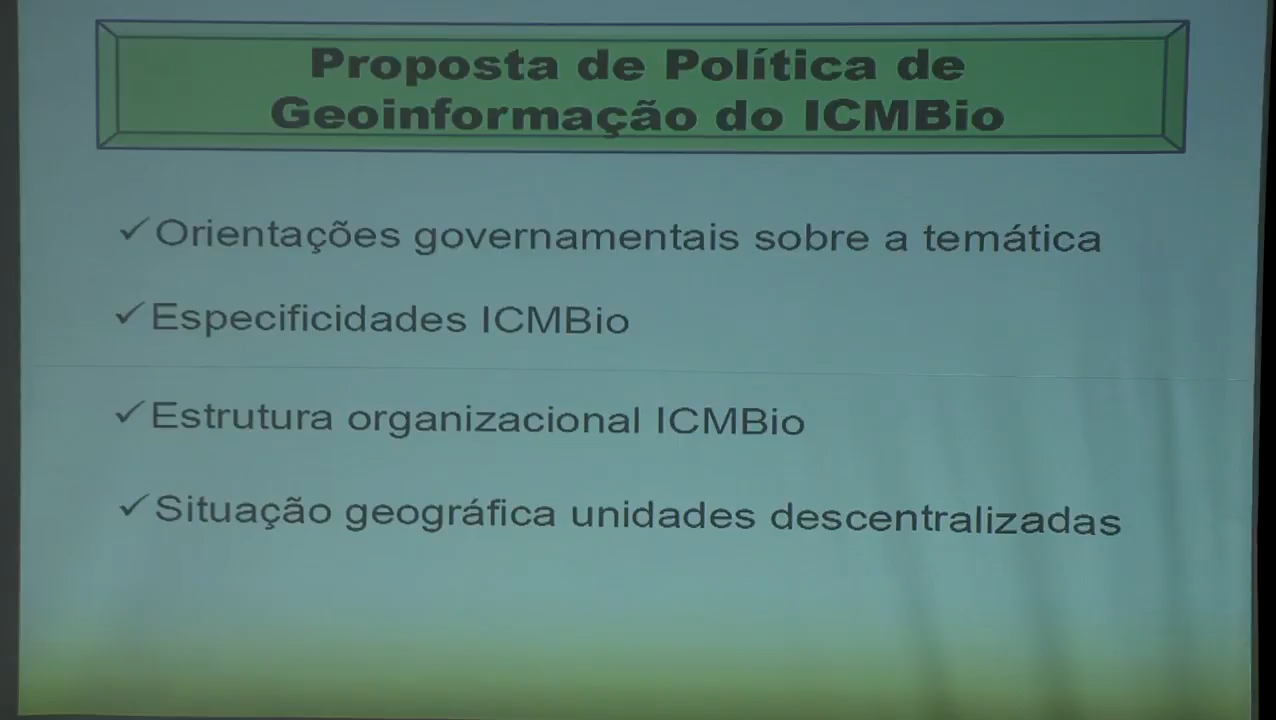 Proposta de Política de
Geoinformação do ICMBio
✓Orientações governamentais sobre a temática
✓Especificidades ICMBio
✓Estrutura organizacional ICMBio
✓Situação geográfica unidades descentralizadas